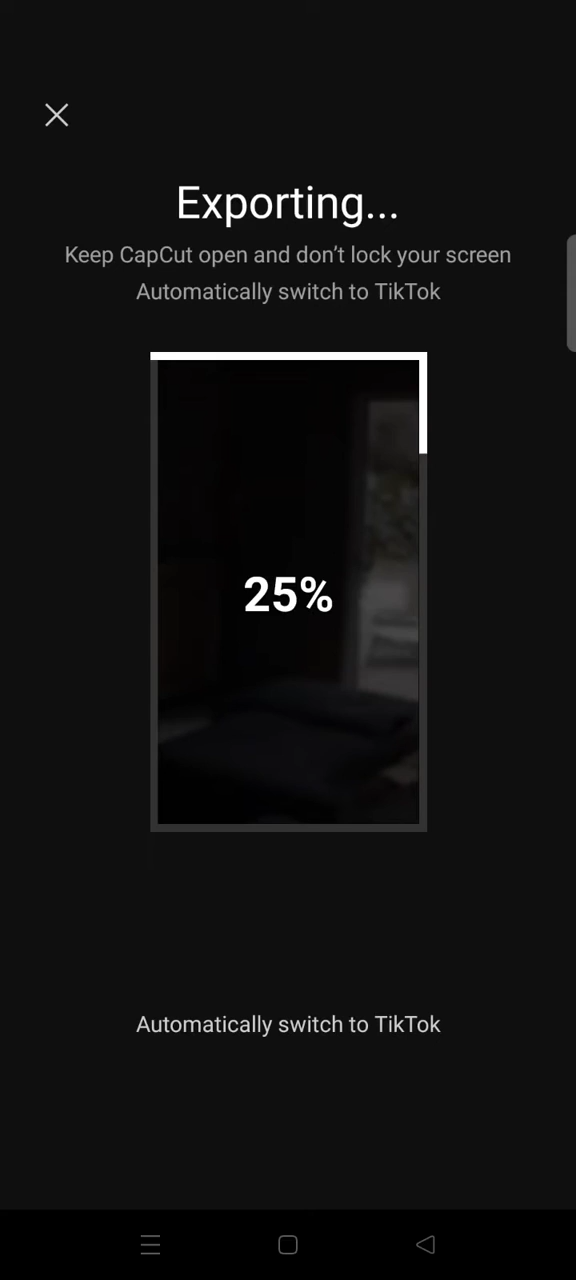 Exporting...
Keep CapCut open and don't lock your screen
Automatically switch to TikTok
25%
Automatically switch to TikTok